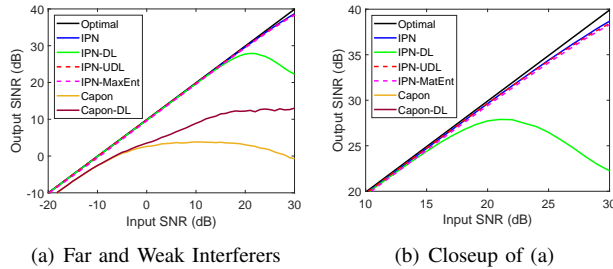 40
30
20
10
0
-10
-20
-10
0
10
20
30
Output SINR (dB)
Input SNR (dB)
Optimal
IPN
IPN-DL
IPN-UDL
IPN-MaxEnt
Capon
Capon-DL
(a) Far and Weak Interferers
40
35
30
25
20
10
15
20
25
30
Output SINR (dB)
Input SNR (dB)
Optimal
IPN
IPN-DL
IPN-UDL
IPN-MatEnt
Capon
Capon-DL
(b) Closeup of (a)